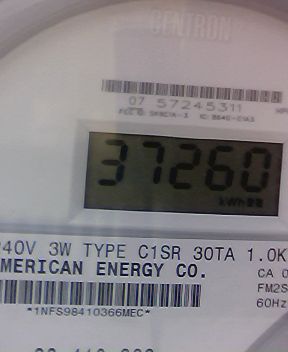 CENTRON
07 57245311
37260
kWh
240V 3W TYPE C1SR 30TA 1.0K
AMERICAN ENERGY CO.
CA 0
FM2S
60Hz
*1NFS98410366MEC*